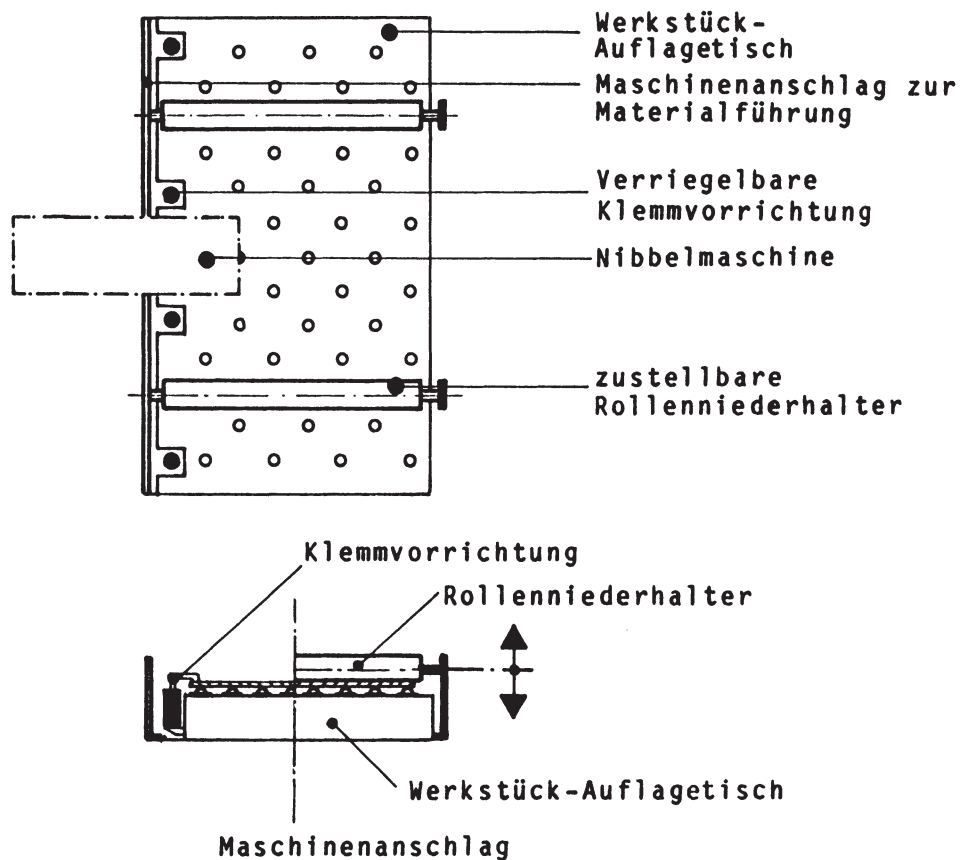 Werkstück-
Auflagetisch
Maschinenanschlag zur
Materialführung
Verriegelbare
Klemmvorrichtung
Nibbelmaschine
zustellbare
Rollenniederhalter
Klemmvorrichtung
Rollenniederhalter
Werkstück-Auflagetisch
Maschinenanschlag